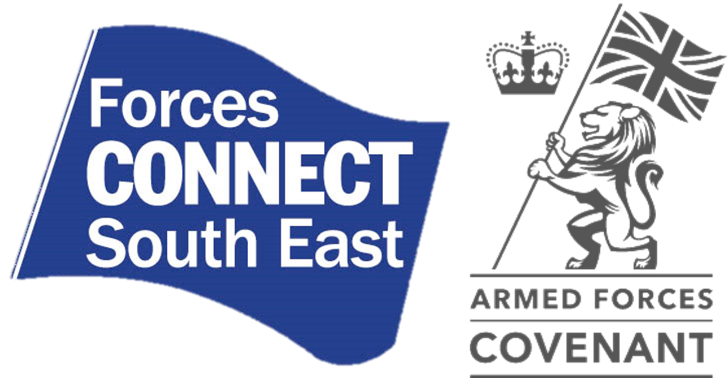 Forces
CONNECT
South East
ARMED FORCES
COVENANT